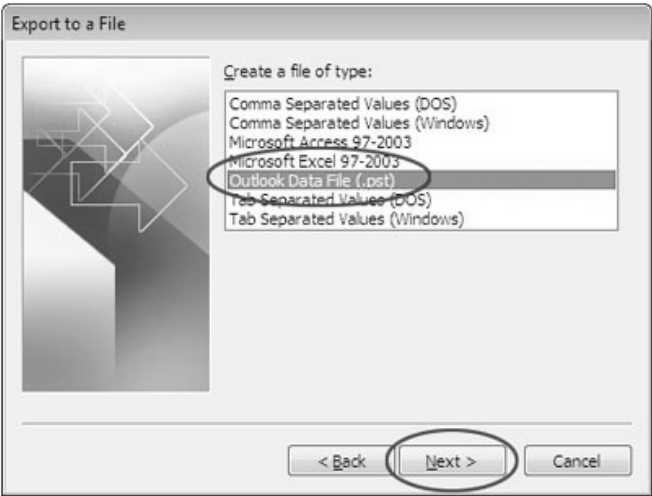 Export to a File
Create a file of type:
Comma Separated Values (DOS)
Comma Separated Values (Windows)
Microsoft Access 97-2003
Microsoft Excel 97-2003
Outlook Data File (.pst)
Tab Separated Values (DOS)
Tab Separated Values (Windows)
< Back Next > Cancel